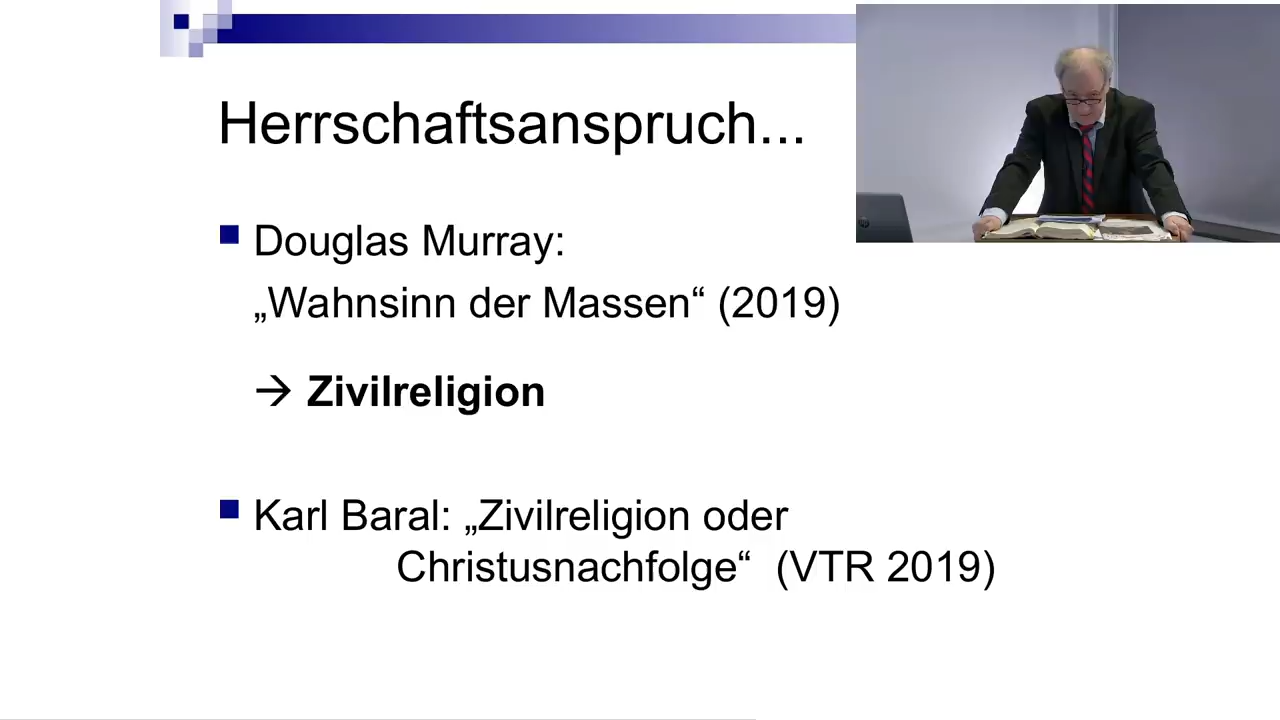 Herrschaftsanspruch...
Douglas Murray:
„Wahnsinn der Massen“ (2019)
→ Zivilreligion
Karl Baral: „Zivilreligion oder
Christusnachfolge“ (VTR 2019)